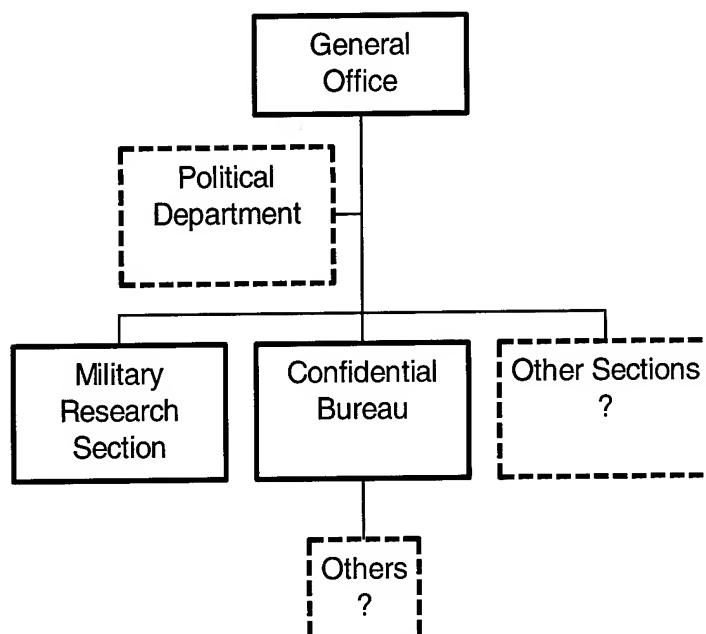 General
Office
Political
Department
Military
Research
Section
Confidential
Bureau
Other Sections
?
Others
?